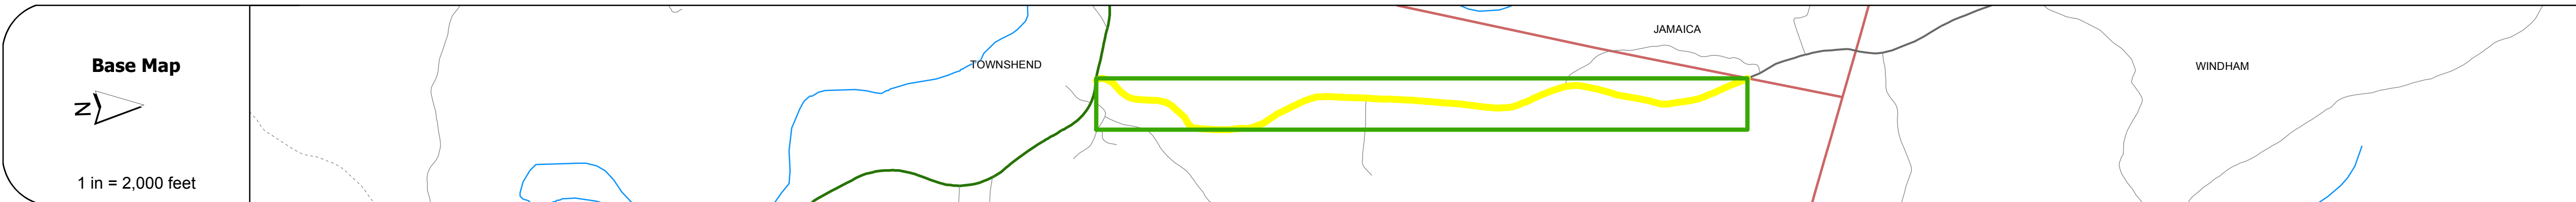 Base Map
N
1 in = 2,000 feet
TOWNSHEND
JAMAICA
WINDHAM